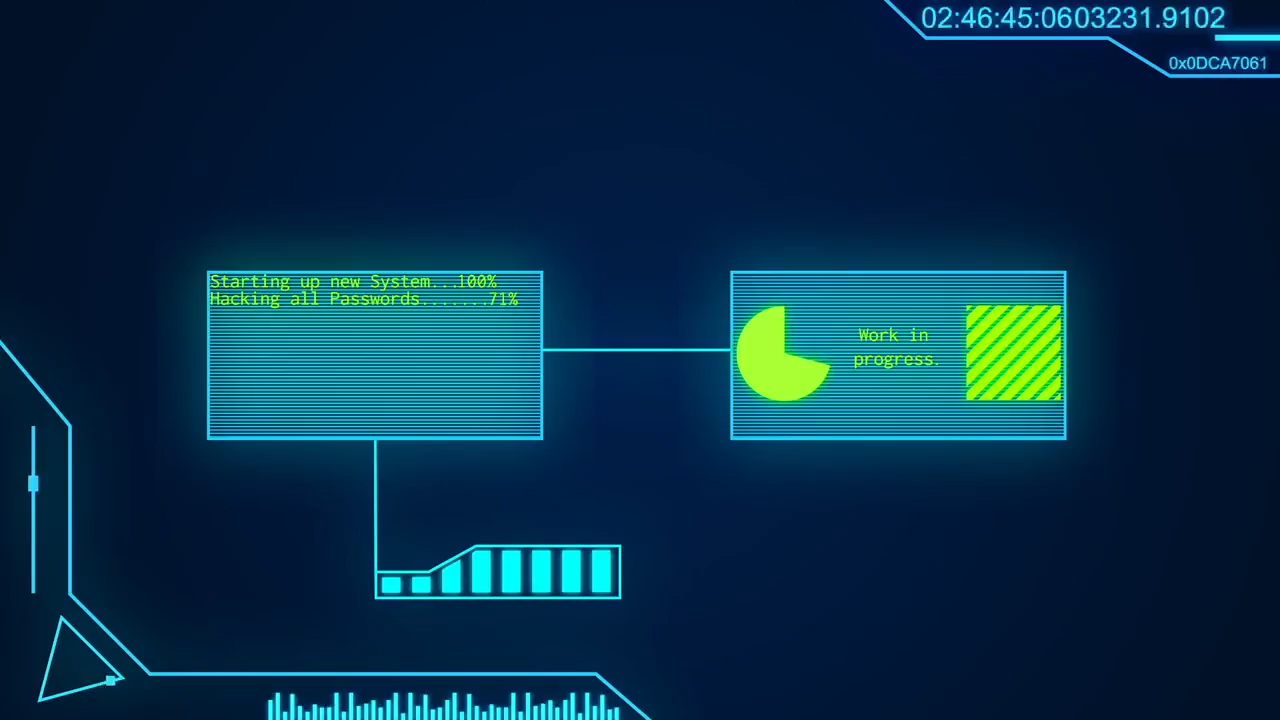 02:46:45:0603231.9102
0x0DCA7061
Starting up new System...100%
Hacking all Passwords.......71%
Work in
progress.